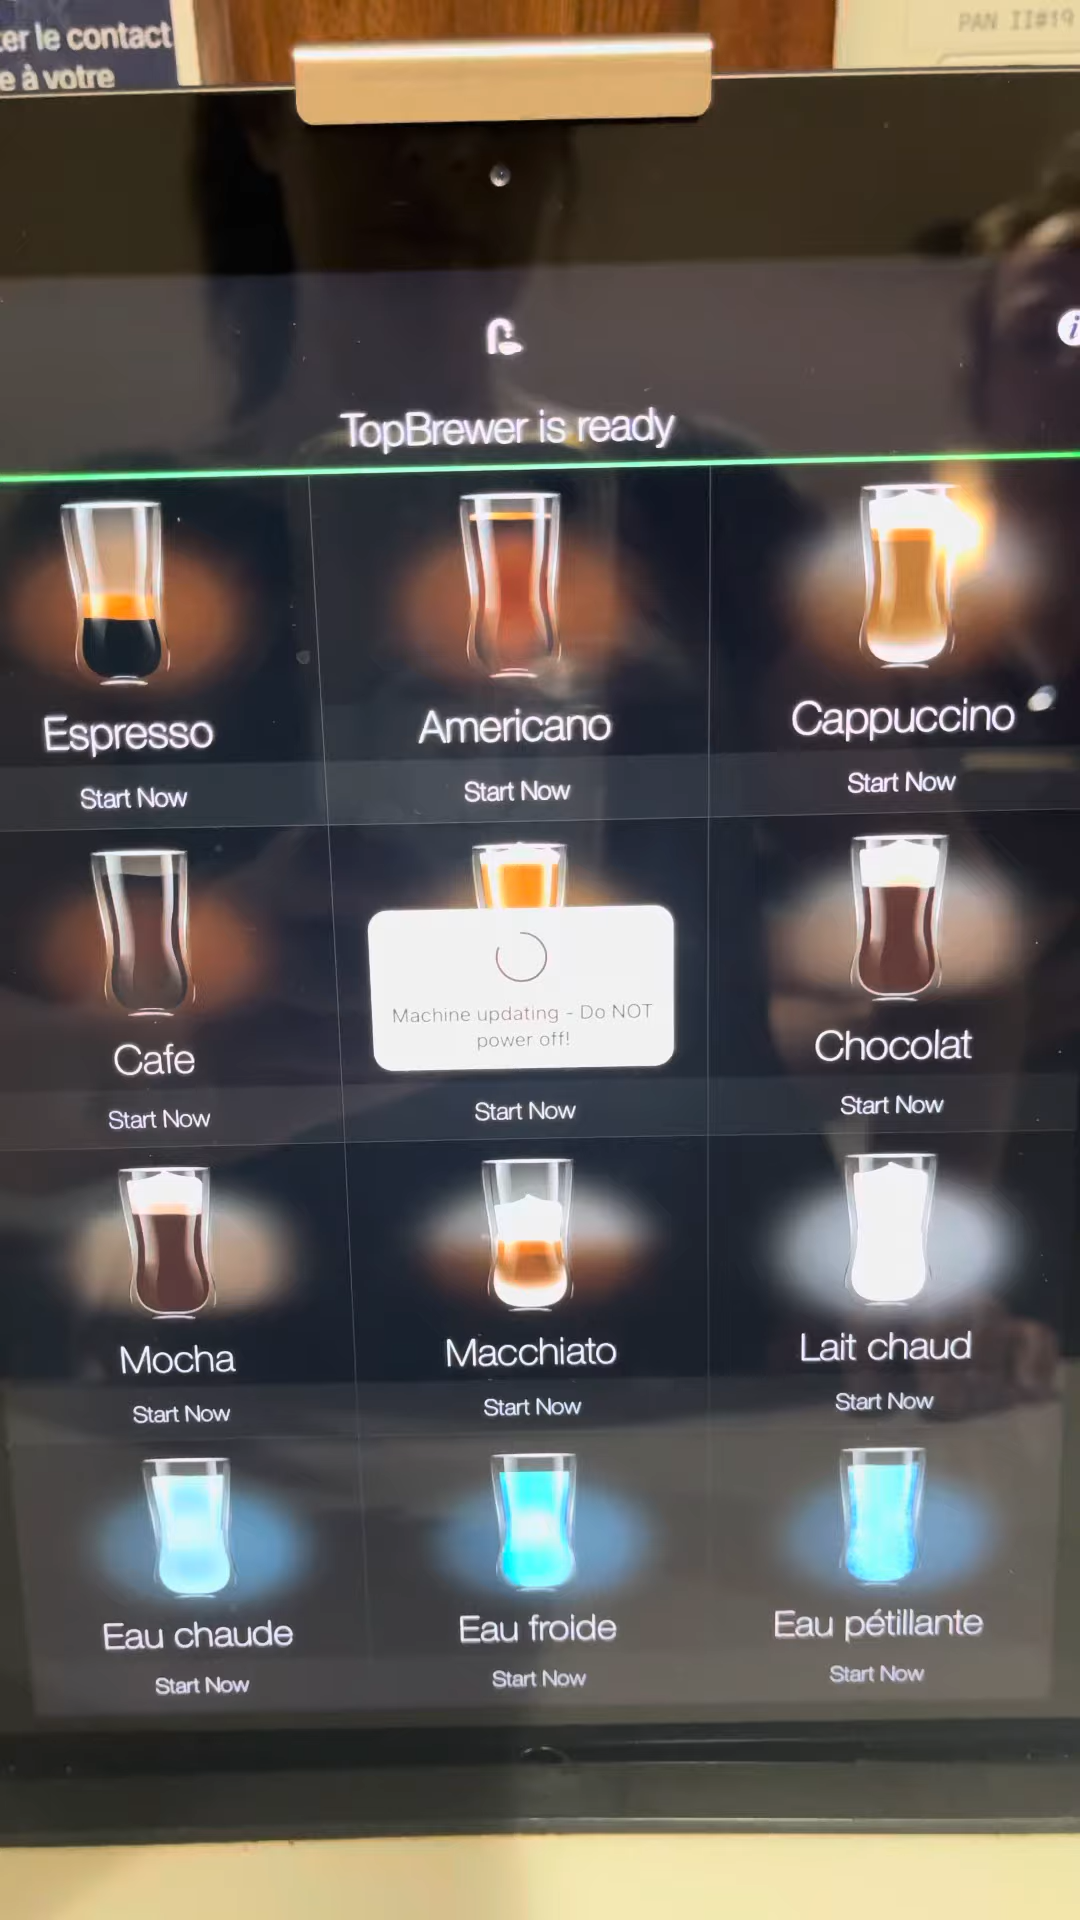 er le contact
e à votre
PAN II#19
i
TopBrewer is ready
Espresso
Americano
Cappuccino
Start Now
Start Now
Start Now
Machine updating - Do NOT
power off!
Cafe
Chocolat
Start Now
Start Now
Start Now
Mocha
Macchiato
Lait chaud
Start Now
Start Now
Start Now
Eau chaude
Eau froide
Eau pétillante
Start Now
Start Now
Start Now